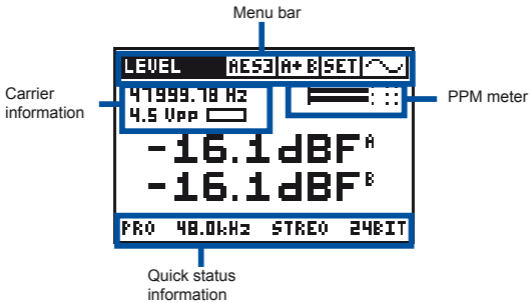 Menu bar
LEVEL AES3 A+B SET
Carrier
information
47999.78 Hz
4.5 Vpp
PPM meter
-16.1dBF A
-16.1dBF B
PRO 48.0kHz STREO 24BIT
Quick status
information